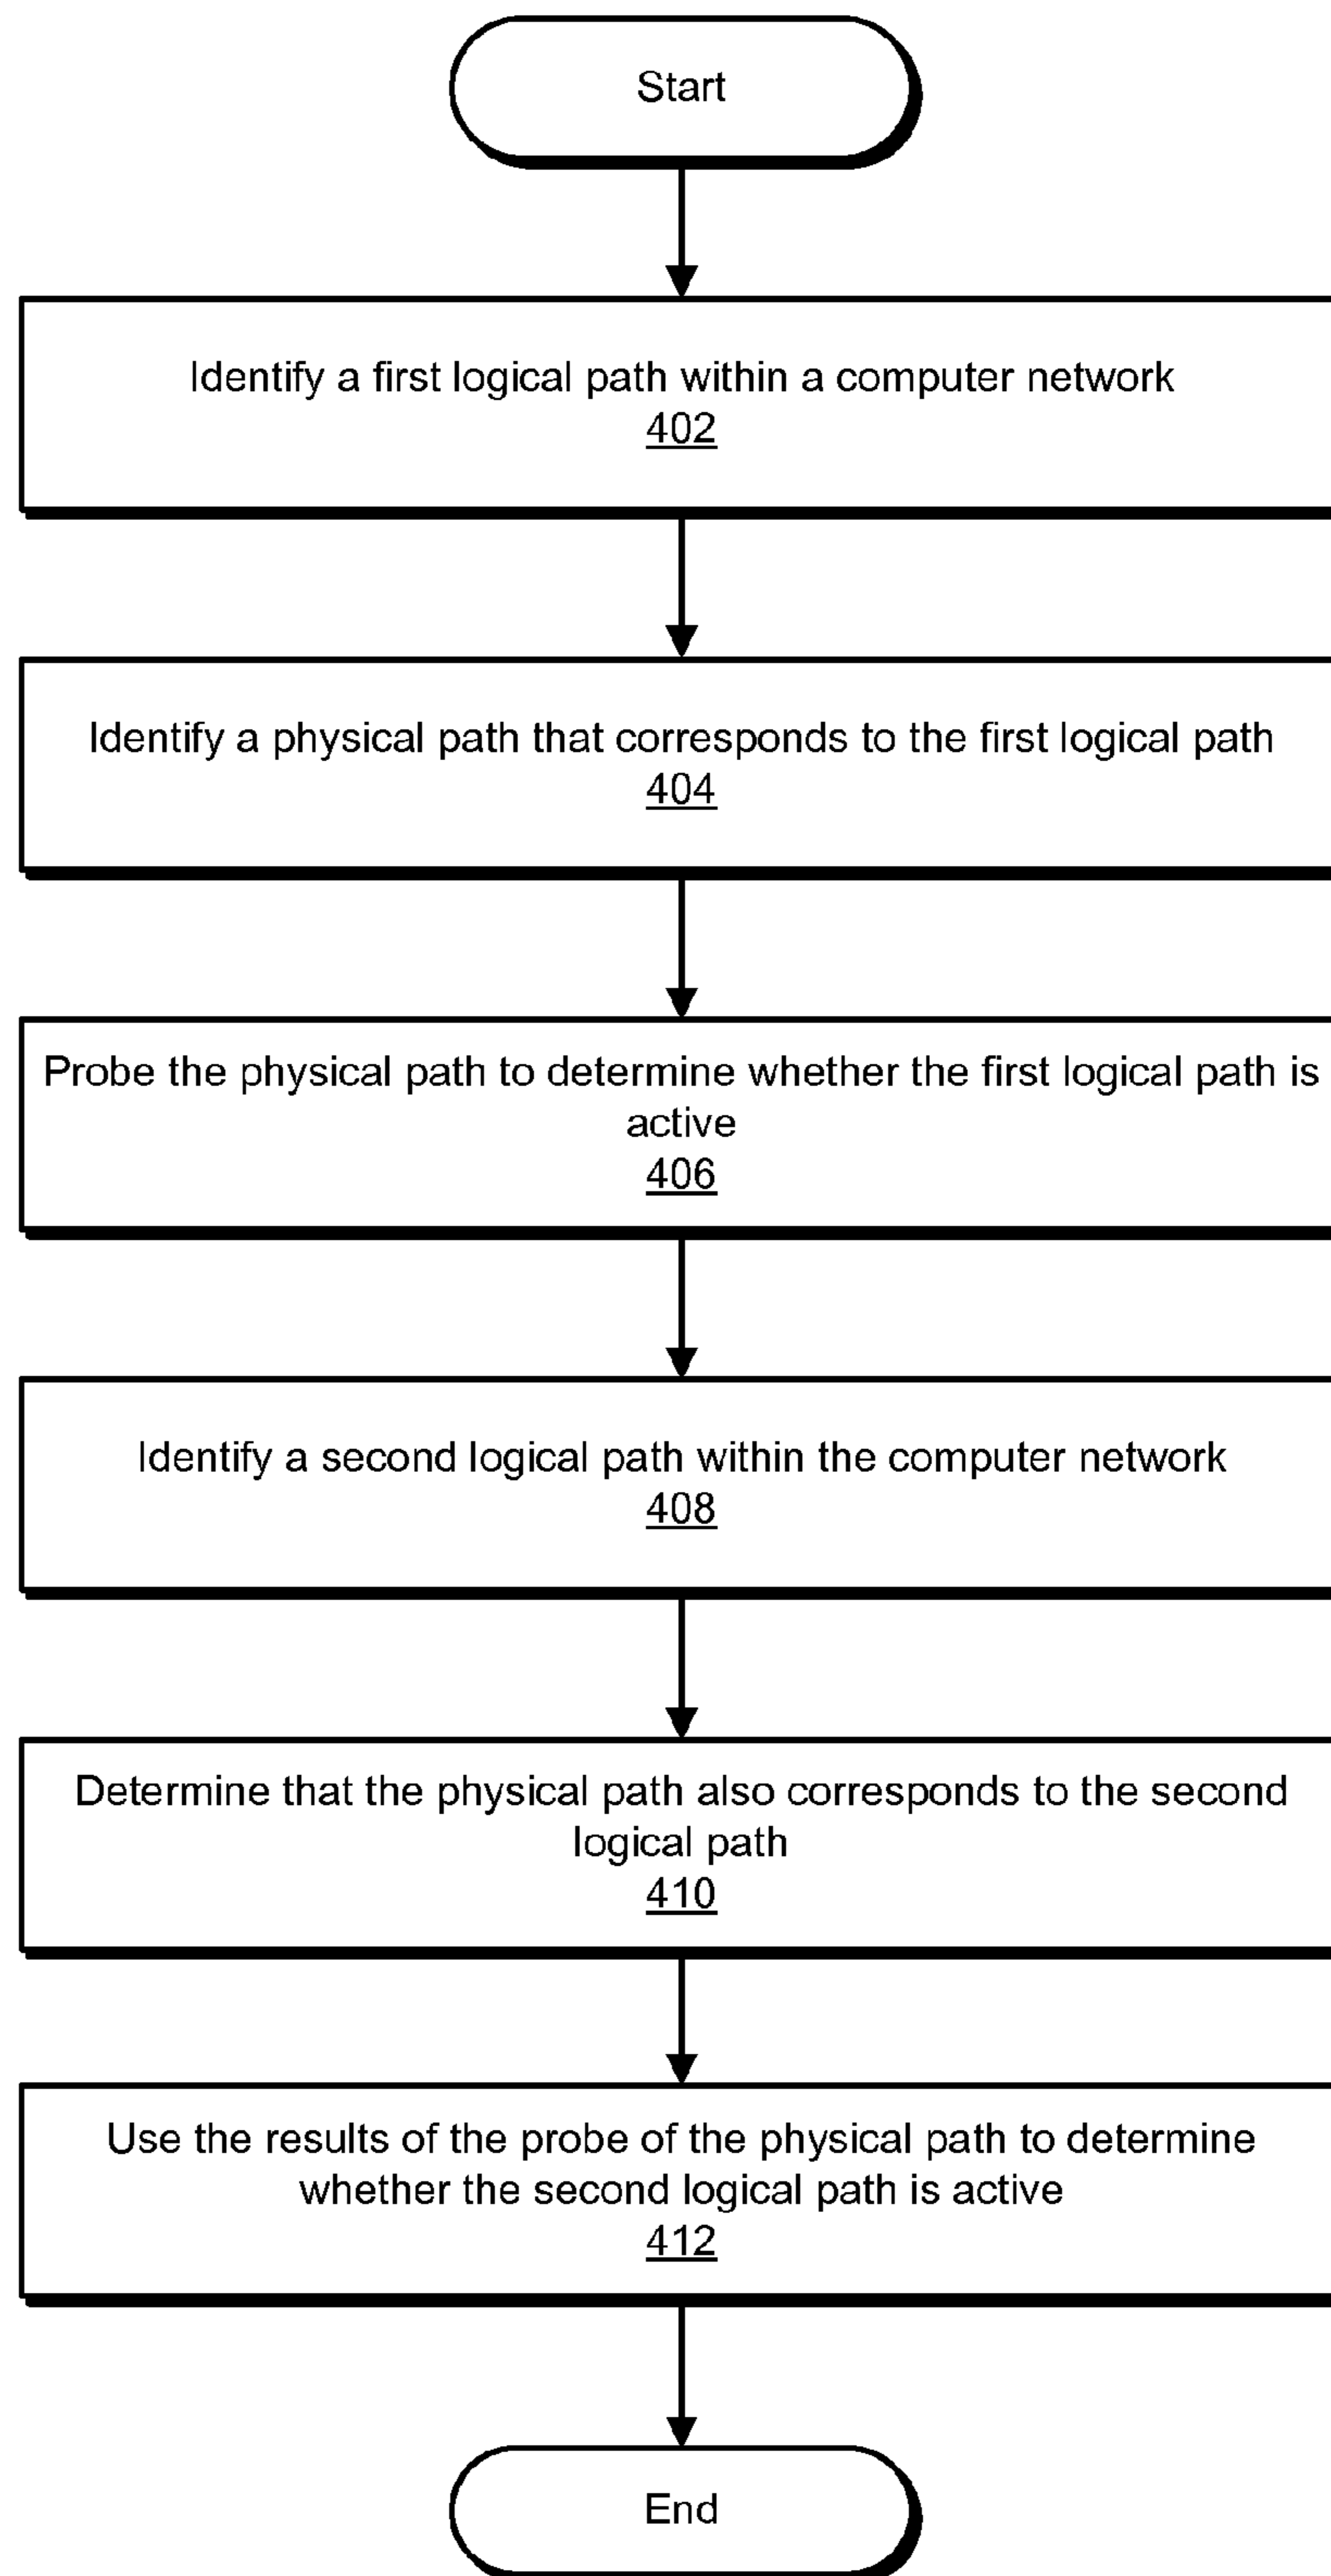 Start
Identify a first logical path within a computer network
402
Identify a physical path that corresponds to the first logical path
404
Probe the physical path to determine whether the first logical path is
active
406
Identify a second logical path within the computer network
408
Determine that the physical path also corresponds to the second
logical path
410
Use the results of the probe of the physical path to determine
whether the second logical path is active
412
End